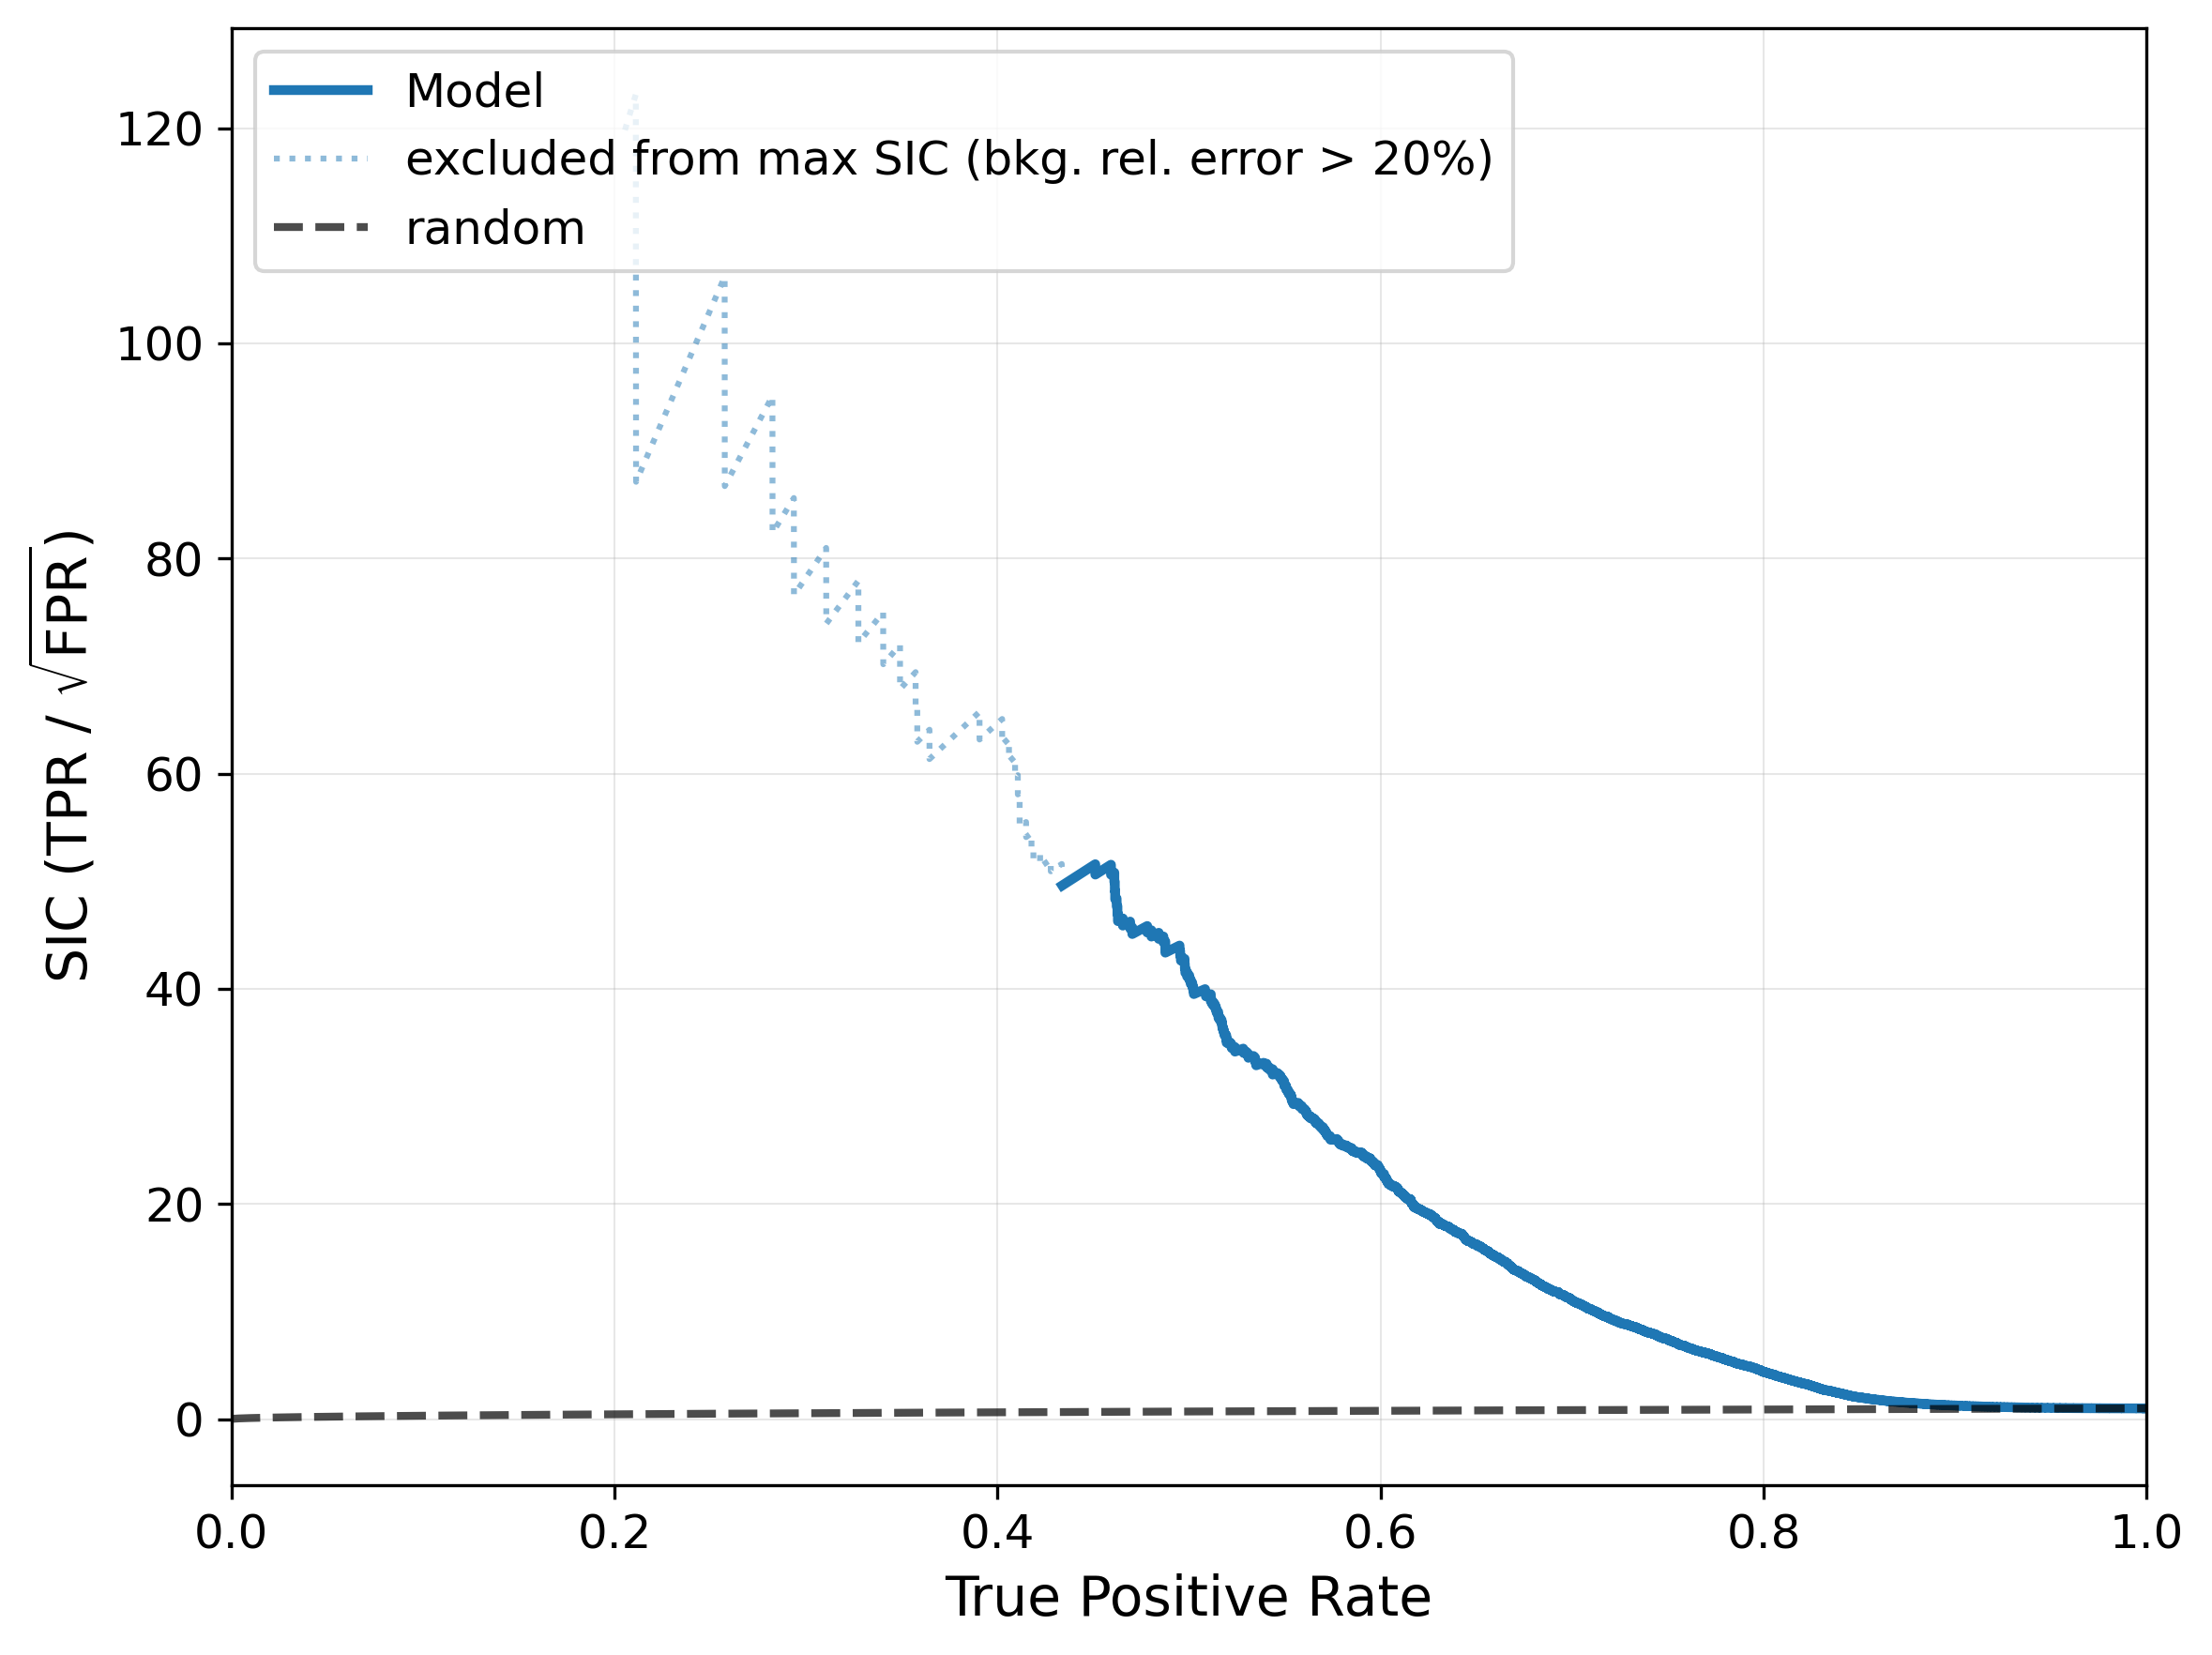 Model
excluded from max SIC (bkg. rel. error > 20%)
random
120
100
80
60
40
20
0
SIC (TPR / √FPR)
0.0 0.2 0.4 0.6 0.8 1.0
True Positive Rate